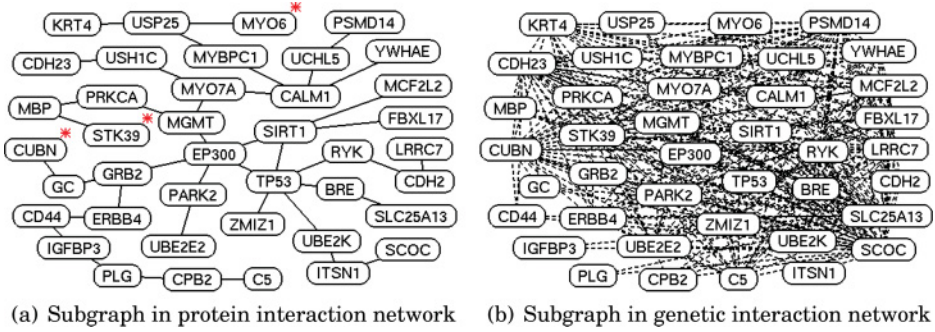 KRT4 USP25 MYO6 PSMD14
CDH23 USH1C MYBPC1 UCHL5 YWHAE
MBP PRKCA MYO7A CALM1 MCF2L2
STK39 MGMT SIRT1 FBXL17
CUBN EP300 RYK LRRC7
GC GRB2 PARK2 TP53 BRE CDH2
CD44 ERBB4 ZMIZ1 SLC25A13
IGFBP3 UBE2E2 UBE2K SCOC
PLG CPB2 C5 ITSN1
(a) Subgraph in protein interaction network
KRT4 USP25 MYO6 PSMD14
CDH23 USH1C MYBPC1 UCHL5 YWHAE
MBP PRKCA MYO7A CALM1 MCF2L2
STK39 MGMT SIRT1 FBXL17
CUBN EP300 RYK LRRC7
GC GRB2 PARK2 TP53 BRE CDH2
CD44 ERBB4 ZMIZ1 SLC25A13
IGFBP3 UBE2E2 UBE2K SCOC
PLG CPB2 C5 ITSN1
(b) Subgraph in genetic interaction network